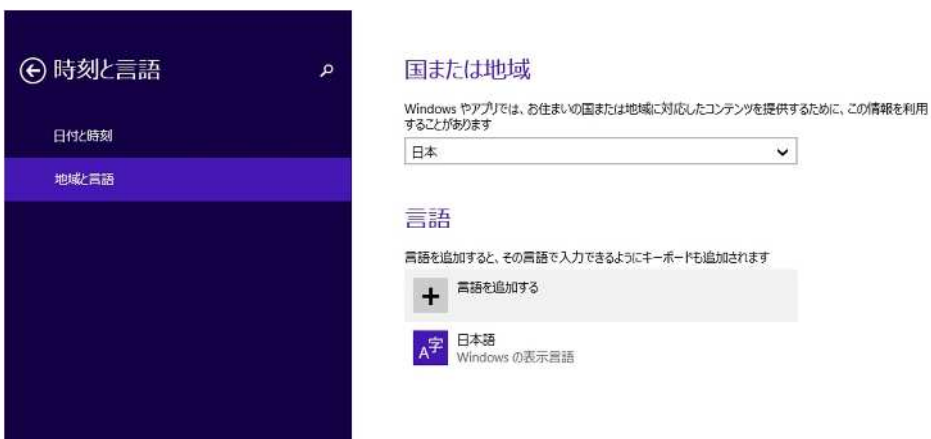 時刻と言語
日付と時刻
地域と言語
国または地域
Windows やアプリでは、お住まいの国または地域に対応したコンテンツを提供するために、この情報を利用
することがあります
日本
言語
言語を追加すると、その言語で入力できるようにキーボードも追加されます
言語を追加する
A字
日本語
Windows の表示言語